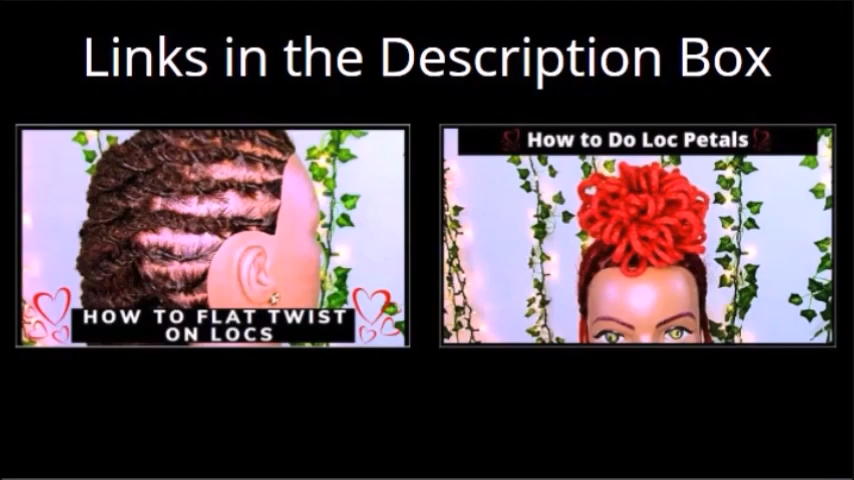 Links in the Description Box
HOW TO FLAT TWIST
ON LOCS
How to Do Loc Petals